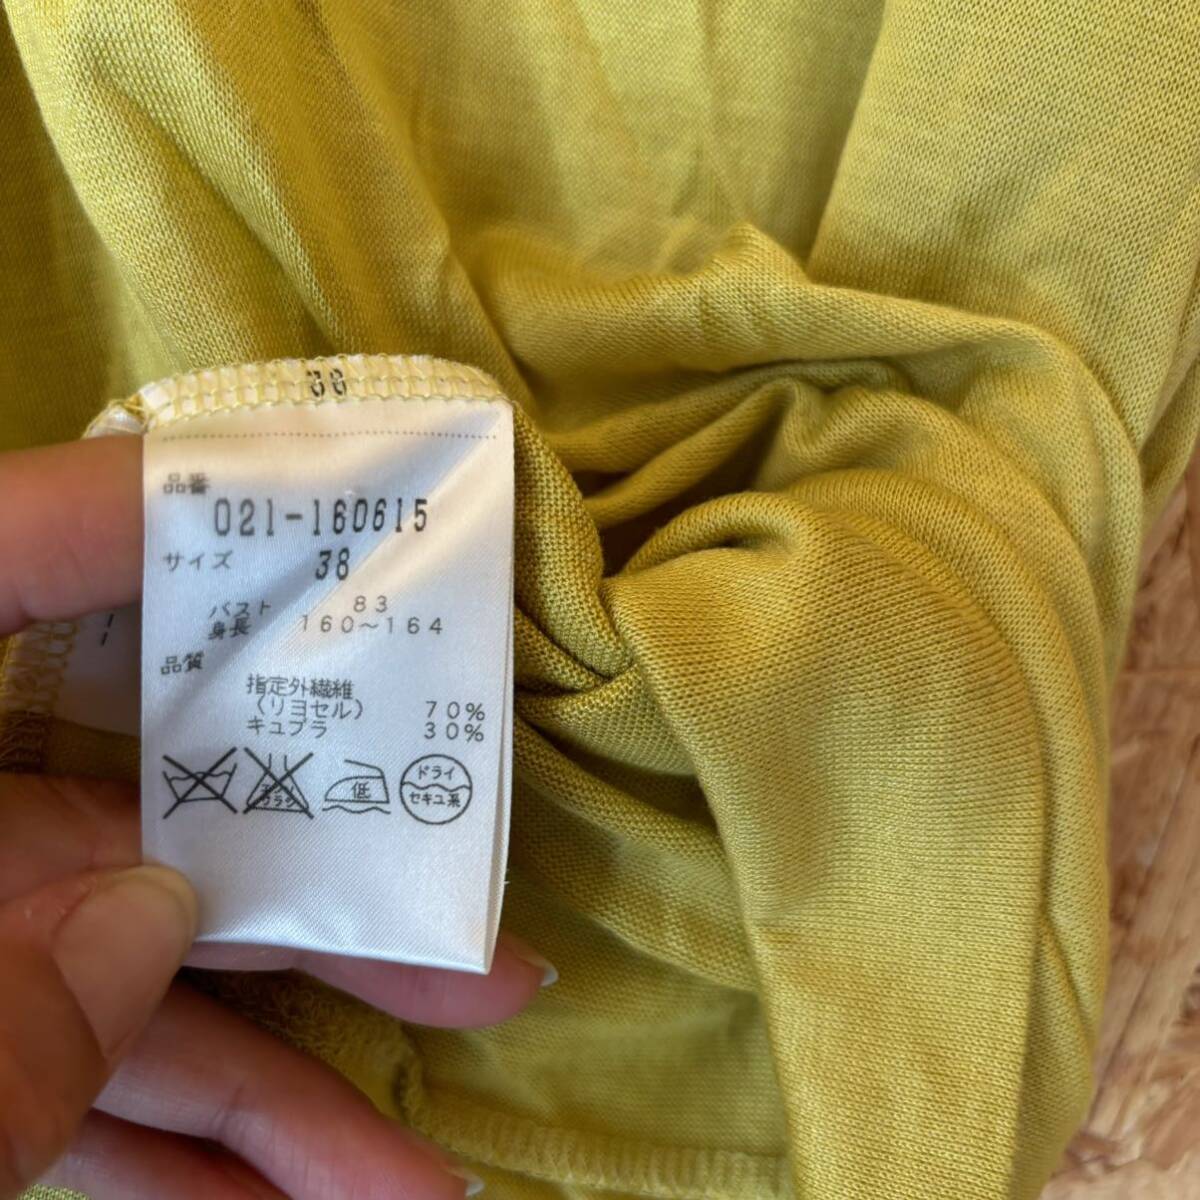 38
品番
021-160615
サイズ 38
バスト 83
身長 160～164
品質
指定外繊維
(リヨセル) 70%
キュプラ 30%
低
ドライ
セキユ系